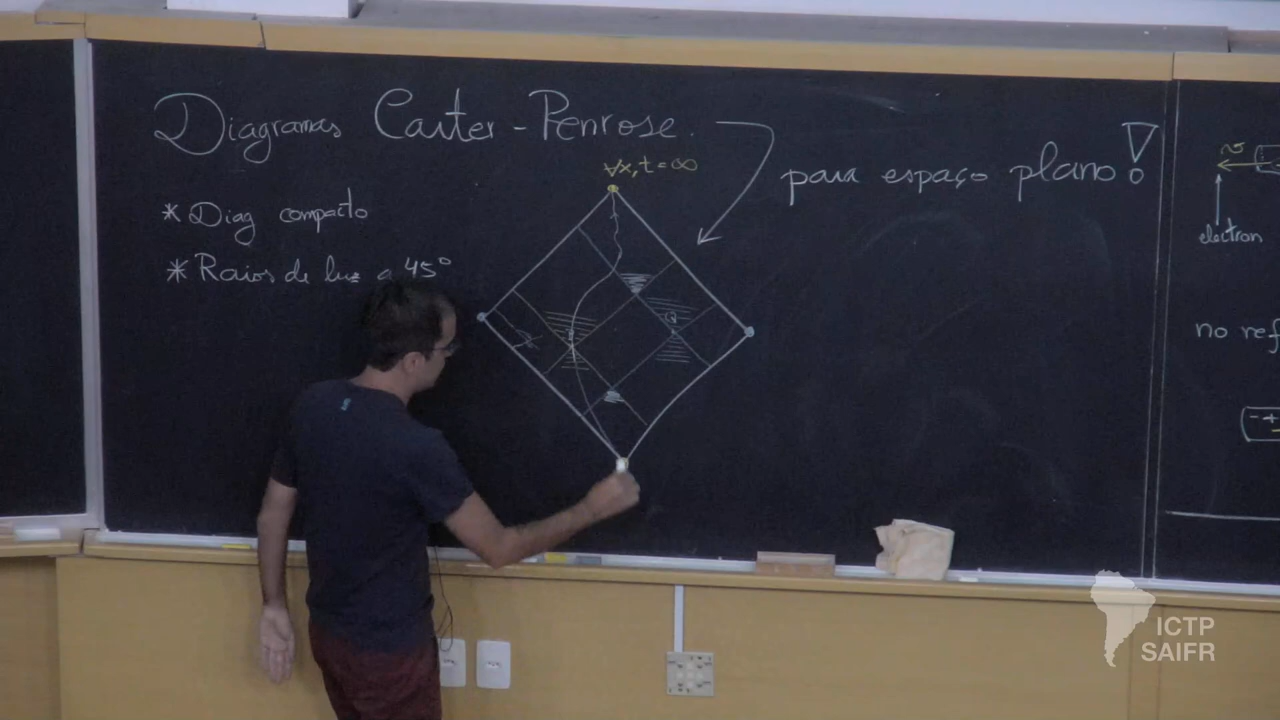 Diagramas Carter-Penrose.
para espaço plano!
∀x, t=∞
* Diag compacto
* Raios de luz a 45°
v
electron
no ref
- +
ICTP
SAIFR